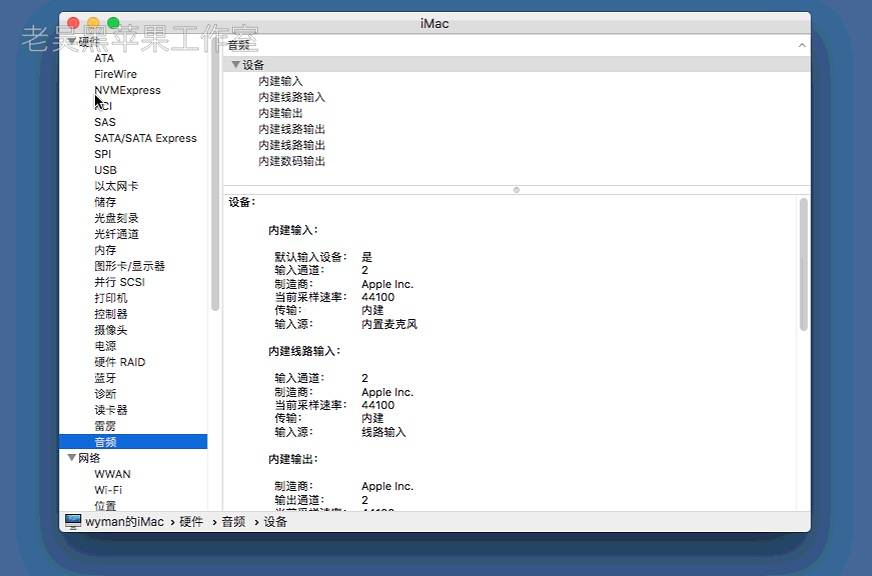 iMac
老吴黑苹果工作室
硬件
ATA
FireWire
NVMExpress
PCI
SAS
SATA/SATA Express
SPI
USB
以太网卡
储存
光盘刻录
光纤通道
内存
图形卡/显示器
并行 SCSI
打印机
控制器
摄像头
电源
硬件 RAID
蓝牙
诊断
读卡器
雷雳
音频
网络
WWAN
Wi-Fi
位置
音频
设备
内建输入
内建线路输入
内建输出
内建线路输出
内建线路输出
内建数码输出
设备：
内建输入：
默认输入设备： 是
输入通道： 2
制造商： Apple Inc.
当前采样速率： 44100
传输： 内建
输入源： 内置麦克风
内建线路输入：
输入通道： 2
制造商： Apple Inc.
当前采样速率： 44100
传输： 内建
输入源： 线路输入
内建输出：
制造商： Apple Inc.
输出通道： 2
当前采样速率： 44100
wyman的iMac › 硬件 › 音频 › 设备